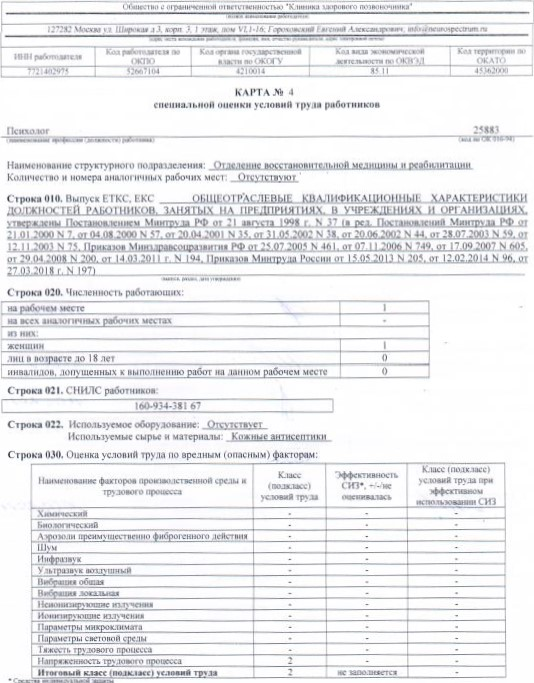 Общество с ограниченной ответственностью "Клиника здорового позвоночника"
(полное наименование работодателя)
127282 Москва ул. Широкая д.3, корп. 3, 1 этаж, пом VI,1-16; Гороховский Евгений Александрович; info@neurospectrum.ru
ИНН работодателя Код работодателя по ОКПО Код органа государственной власти по ОКОГУ Код вида экономической деятельности по ОКВЭД Код территории по ОКАТО
7721402975 52667104 4210014 85.11 45362000
КАРТА № 4
специальной оценки условий труда работников
Психолог 25883
(наименование профессии (должности) работника) (код по ОК 016-94)
Наименование структурного подразделения: Отделение восстановительной медицины и реабилитации
Количество и номера аналогичных рабочих мест: Отсутствуют
Строка 010. Выпуск ЕТКС, ЕКС ОБЩЕОТРАСЛЕВЫЕ КВАЛИФИКАЦИОННЫЕ ХАРАКТЕРИСТИКИ
ДОЛЖНОСТЕЙ РАБОТНИКОВ, ЗАНЯТЫХ НА ПРЕДПРИЯТИЯХ, В УЧРЕЖДЕНИЯХ И ОРГАНИЗАЦИЯХ,
утверждены Постановлением Минтруда РФ от 21 августа 1998 г. N 37 (в ред. Постановлений Минтруда РФ от
21.01.2000 N 7, от 04.08.2000 N 57, от 20.04.2001 N 35, от 31.05.2002 N 38, от 20.06.2002 N 44, от 28.07.2003 N 59, от
12.11.2003 N 75, Приказов Минздравсоцразвития РФ от 25.07.2005 N 461, от 07.11.2006 N 749, от 17.09.2007 N 605,
от 29.04.2008 N 200, от 14.03.2011 г. N 194, Приказов Минтруда России от 15.05.2013 N 205, от 12.02.2014 N 96, от
27.03.2018 г. N 197)
(выпуск, раздел, дата утверждения)
Строка 020. Численность работающих:
на рабочем месте 1
на всех аналогичных рабочих местах -
из них:
женщин 1
лиц в возрасте до 18 лет 0
инвалидов, допущенных к выполнению работ на данном рабочем месте 0
Строка 021. СНИЛС работников:
160-934-381 67
Строка 022. Используемое оборудование: Отсутствует
Используемые сырье и материалы: Кожные антисептики
Строка 030. Оценка условий труда по вредным (опасным) факторам:
Наименование факторов производственной среды и трудового процесса Класс (подкласс) условий труда Эффективность СИЗ*, +/-/не оценивалась Класс (подкласс) условий труда при эффективном использовании СИЗ
Химический - - -
Биологический - - -
Аэрозоли преимущественно фиброгенного действия - - -
Шум - - -
Инфразвук - - -
Ультразвук воздушный - - -
Вибрация общая - - -
Вибрация локальная - - -
Неионизирующие излучения - - -
Ионизирующие излучения - - -
Параметры микроклимата - - -
Параметры световой среды - - -
Тяжесть трудового процесса - - -
Напряженность трудового процесса 2 - -
Итоговый класс (подкласс) условий труда 2 не заполняется -
* Средства индивидуальной защиты